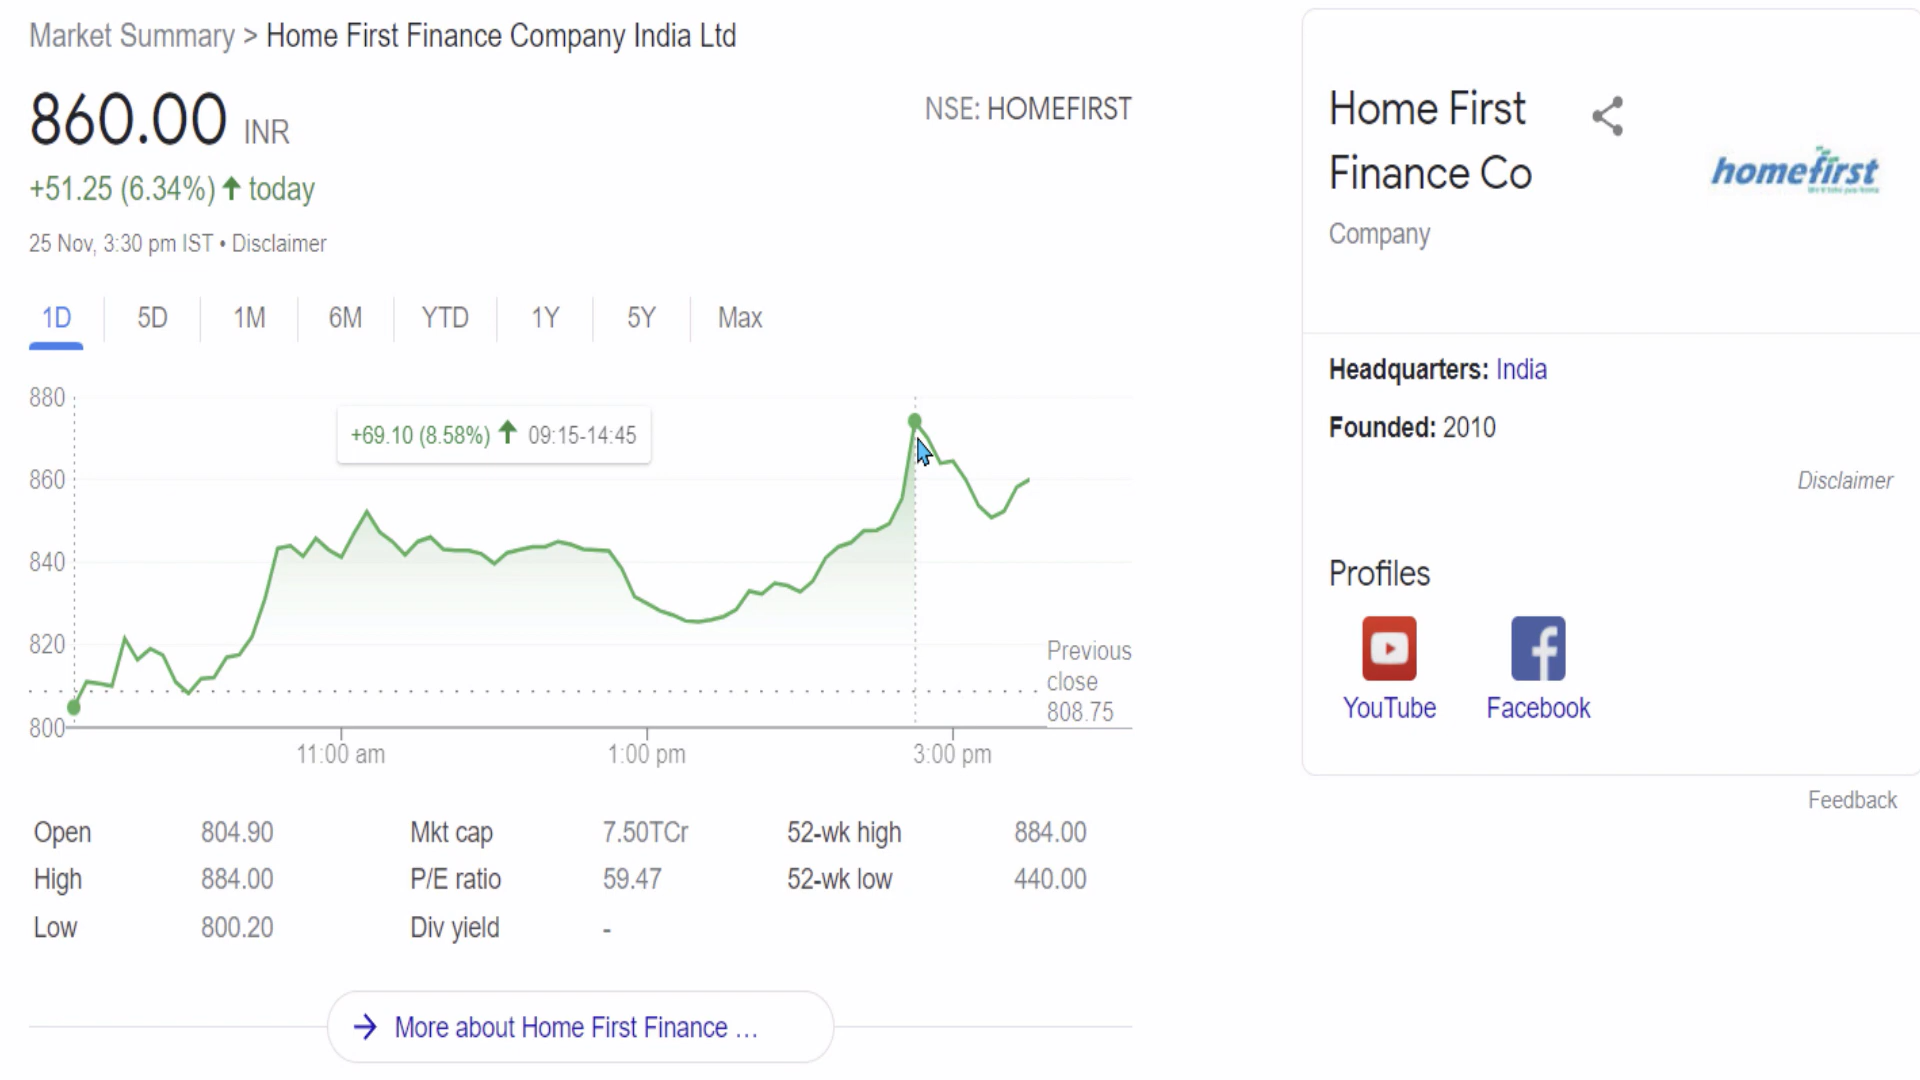 Market Summary > Home First Finance Company India Ltd
860.00 INR
NSE: HOMEFIRST
+51.25 (6.34%) ↑ today
25 Nov, 3:30 pm IST • Disclaimer
1D 5D 1M 6M YTD 1Y 5Y Max
880
860
840
820
800
+69.10 (8.58%) ↑ 09:15-14:45
Previous
close
808.75
11:00 am 1:00 pm 3:00 pm
Open 804.90 Mkt cap 7.50TCr 52-wk high 884.00
High 884.00 P/E ratio 59.47 52-wk low 440.00
Low 800.20 Div yield -
→ More about Home First Finance …
Home First
Finance Co
Company
homefirst
Headquarters: India
Founded: 2010
Disclaimer
Profiles
YouTube Facebook
Feedback